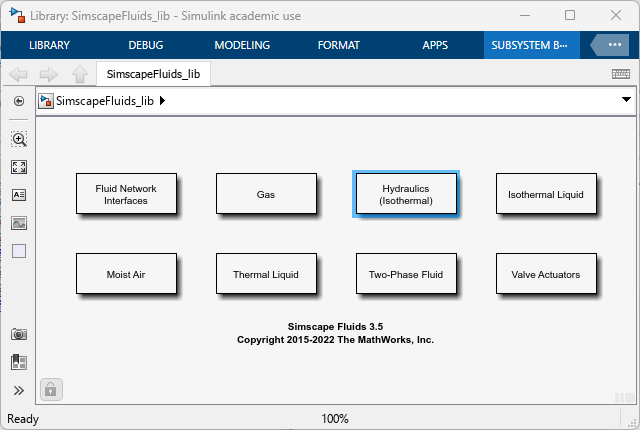 Library: SimscapeFluids_lib - Simulink academic use
LIBRARY DEBUG MODELING FORMAT APPS SUBSYSTEM B···
SimscapeFluids_lib
SimscapeFluids_lib
Fluid Network
Interfaces
Gas
Hydraulics
(Isothermal)
Isothermal Liquid
Moist Air
Thermal Liquid
Two-Phase Fluid
Valve Actuators
Simscape Fluids 3.5
Copyright 2015-2022 The MathWorks, Inc.
Ready 100%